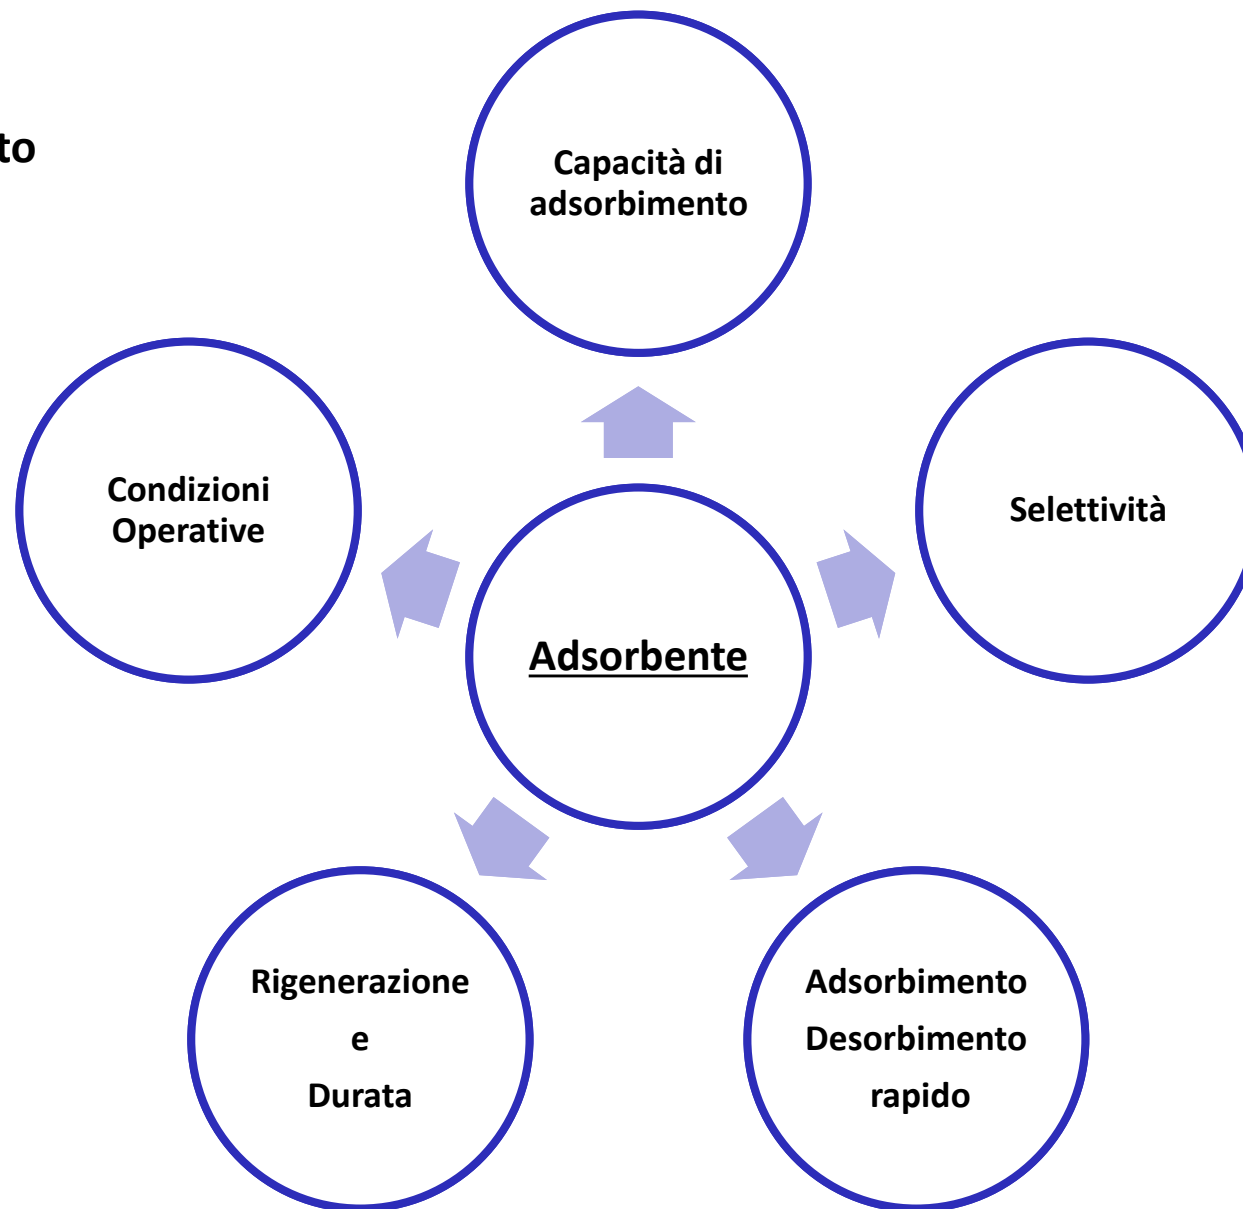 to
Capacità di
adsorbimento
Condizioni
Operative
Selettività
Adsorbente
Rigenerazione
e
Durata
Adsorbimento
Desorbimento
rapido